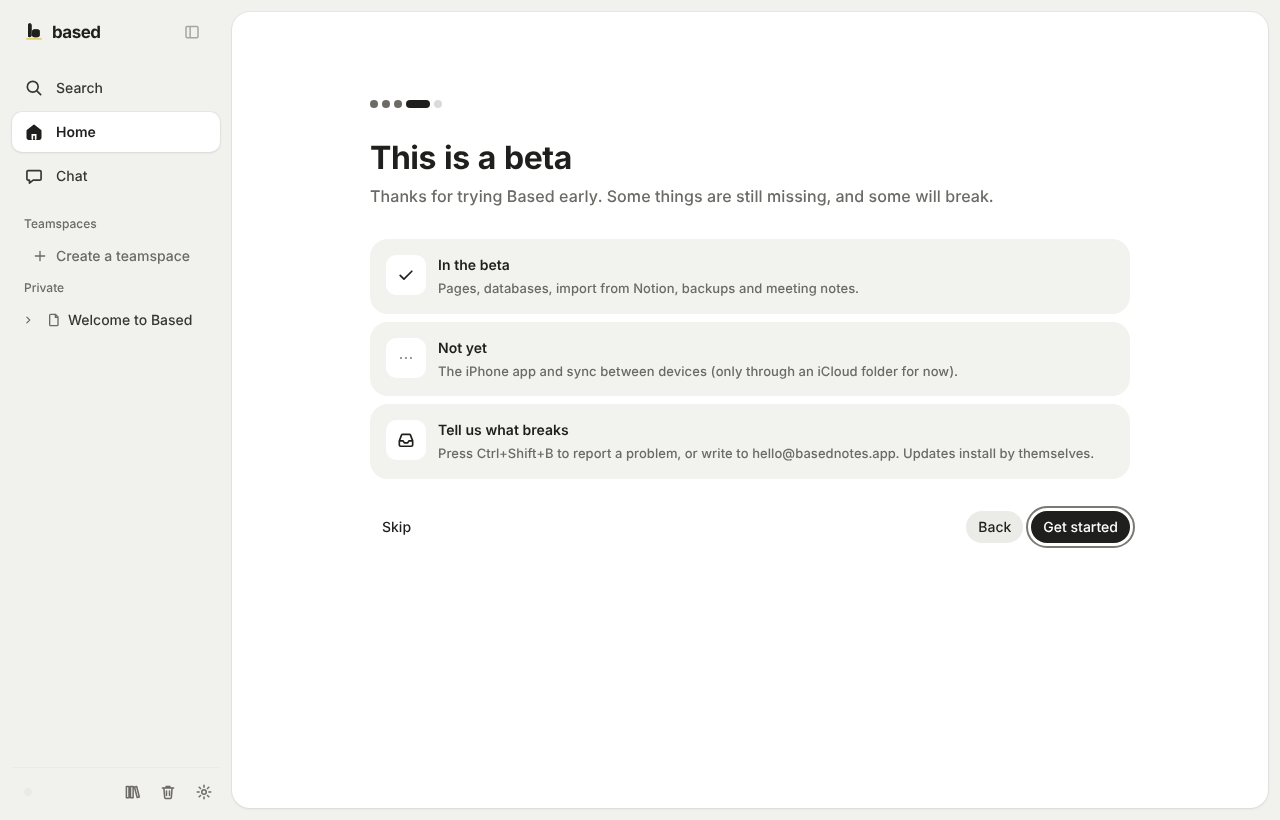 based
Search
Home
Chat
Teamspaces
Create a teamspace
Private
Welcome to Based
This is a beta
Thanks for trying Based early. Some things are still missing, and some will break.
In the beta
Pages, databases, import from Notion, backups and meeting notes.
Not yet
The iPhone app and sync between devices (only through an iCloud folder for now).
Tell us what breaks
Press Ctrl+Shift+B to report a problem, or write to hello@basednotes.app. Updates install by themselves.
Skip
Back
Get started